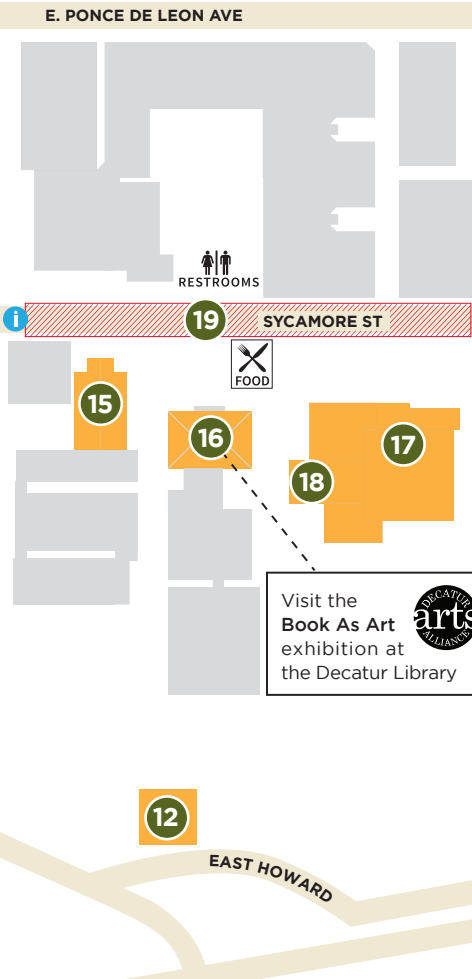 E. PONCE DE LEON AVE
RESTROOMS
i
19
SYCAMORE ST
FOOD
15
16
17
18
Visit the
Book As Art
exhibition at
the Decatur Library
DECATUR
arts
ALLIANCE
12
EAST HOWARD